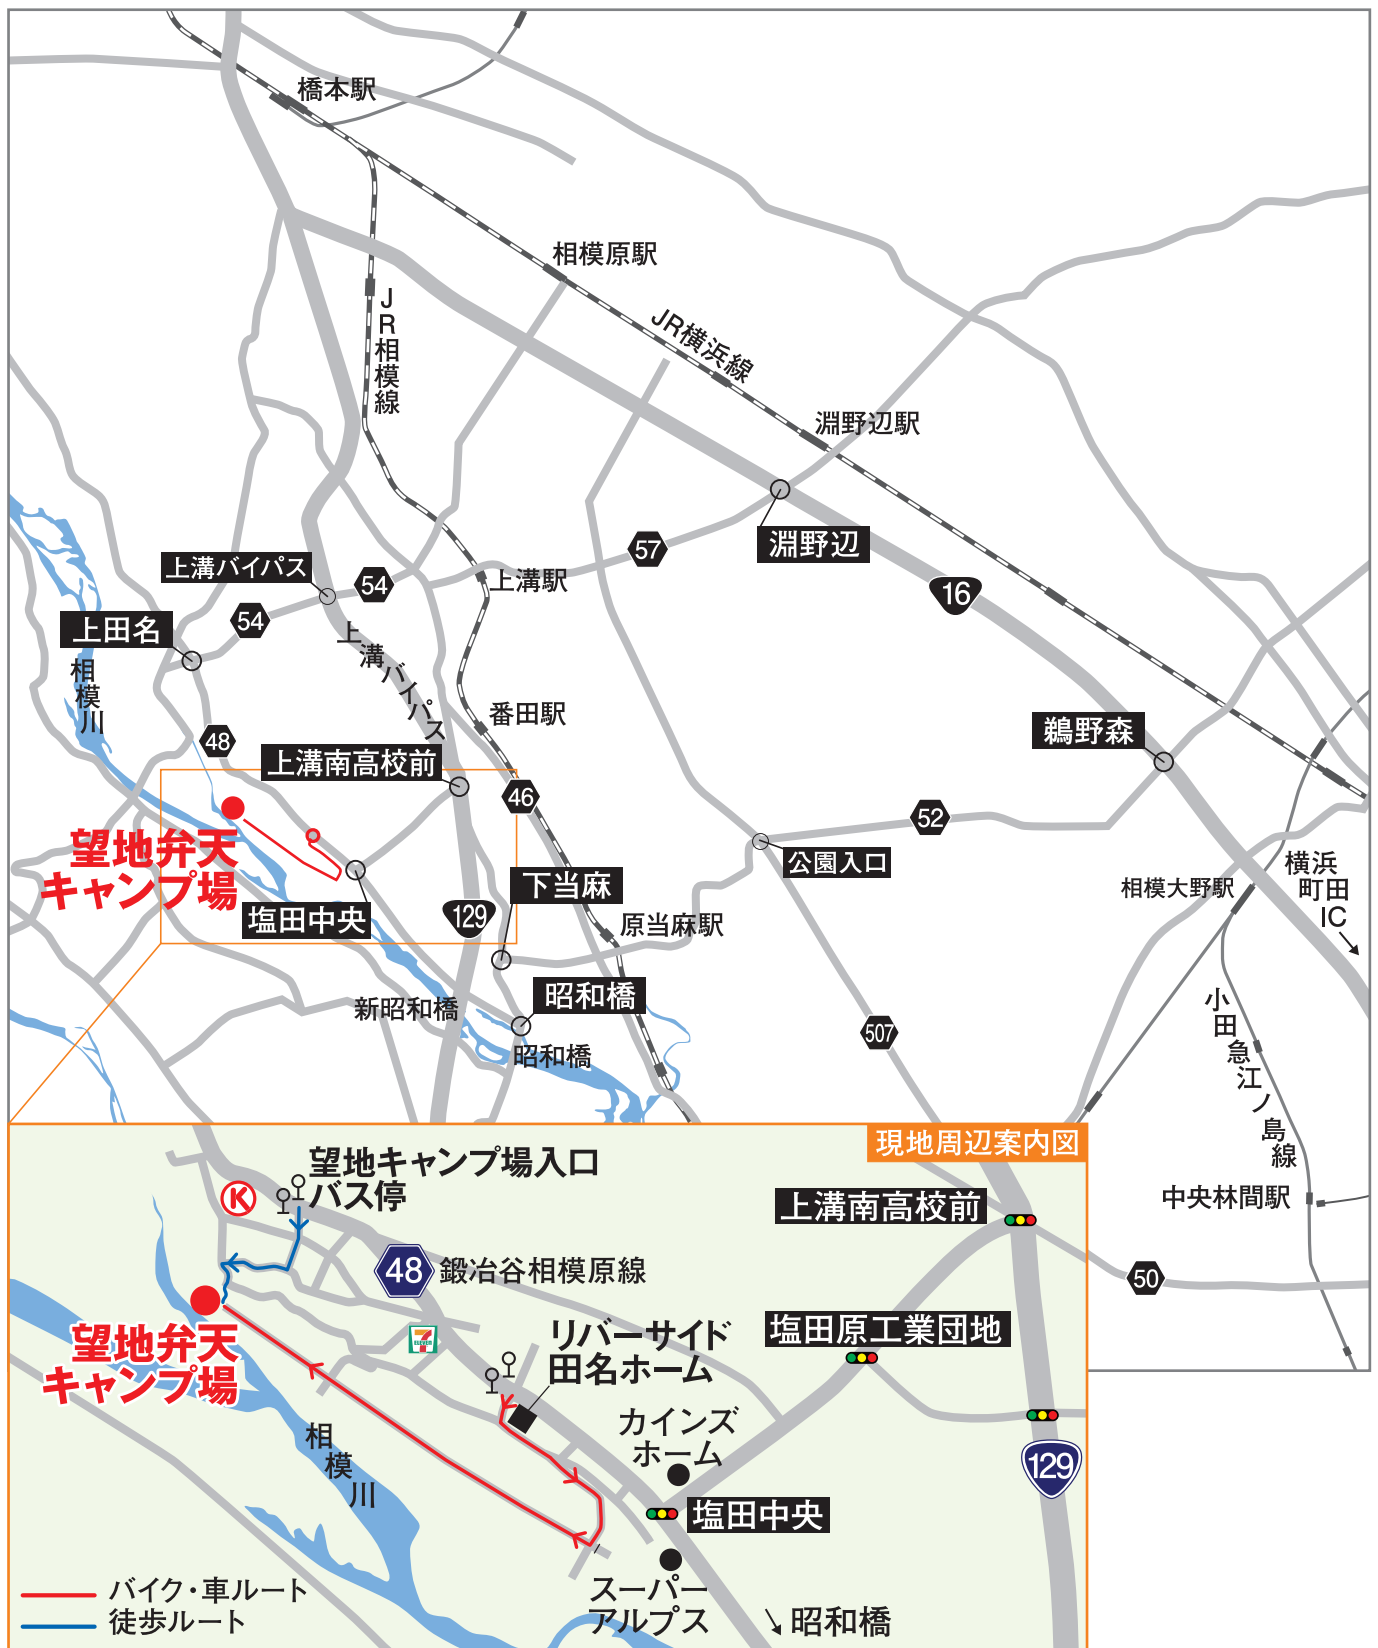 橋本駅
相模原駅
JR相模線
JR横浜線
淵野辺駅
淵野辺
57
上溝バイパス
54
上溝駅
16
54
上田名
上溝バイパス
相模川
番田駅
鵜野森
48
上溝南高校前
46
52
望地弁天
キャンプ場
公園入口
横浜
町田
IC
相模大野駅
下当麻
塩田中央
129
原当麻駅
昭和橋
新昭和橋
小田急江ノ島線
507
昭和橋
現地周辺案内図
望地キャンプ場入口
バス停
K
上溝南高校前
中央林間駅
48
鍛冶谷相模原線
50
望地弁天
キャンプ場
7
ELEVEN
リバーサイド
田名ホーム
塩田原工業団地
カインズ
ホーム
相模川
129
塩田中央
スーパー
アルプス
バイク・車ルート
徒歩ルート
昭和橋